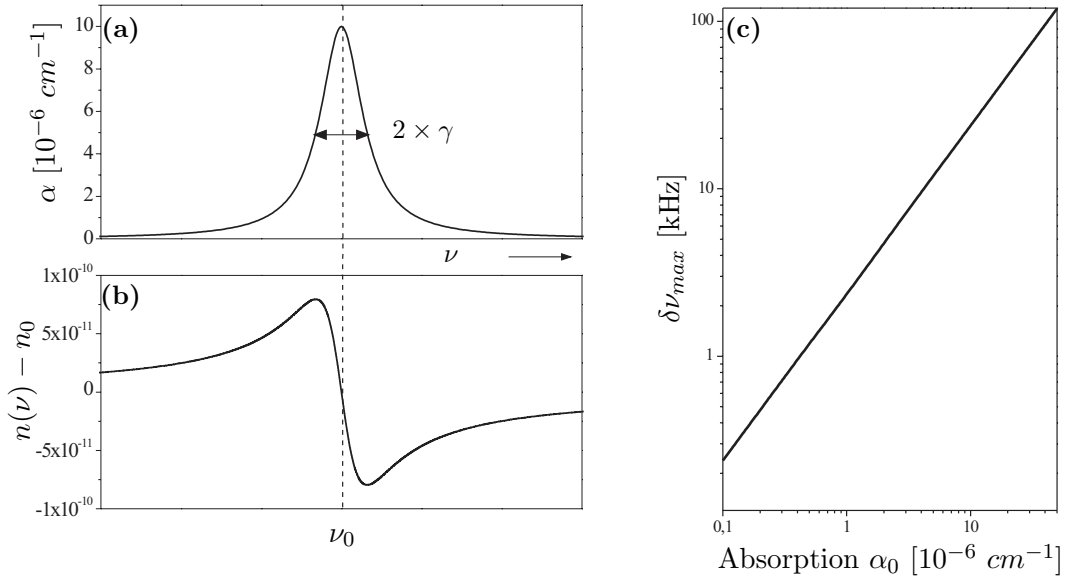 (a)
α [10⁻⁶ cm⁻¹]
10
8
6
4
2
0
2 × γ
ν
(b)
n(ν) − n₀
1x10⁻¹⁰
5x10⁻¹¹
0
-5x10⁻¹¹
-1x10⁻¹⁰
ν₀
(c)
δν_max [kHz]
100
10
1
0,1 1 10
Absorption α₀ [10⁻⁶ cm⁻¹]